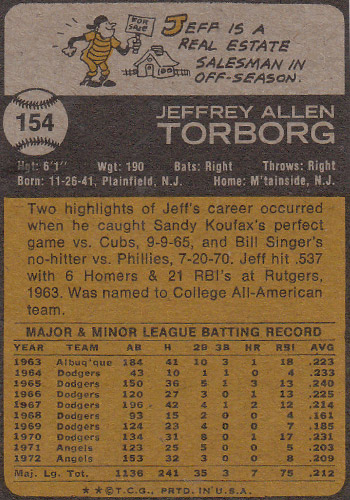 FOR SALE
JEFF IS A
REAL ESTATE
SALESMAN IN
OFF-SEASON.
154
JEFFREY ALLEN
TORBORG
Hgt: 6'1" Wgt: 190 Bats: Right Throws: Right
Born: 11-26-41, Plainfield, N.J. Home: M'tainside, N.J.
Two highlights of Jeff's career occurred
when he caught Sandy Koufax's perfect
game vs. Cubs, 9-9-65, and Bill Singer's
no-hitter vs. Phillies, 7-20-70. Jeff hit .537
with 6 Homers & 21 RBI's at Rutgers,
1963. Was named to College All-American
team.
MAJOR & MINOR LEAGUE BATTING RECORD
YEAR TEAM AB H 2B 3B HR RBI AVG
1963 Albuq'que 184 41 10 3 1 18 .223
1964 Dodgers 43 10 1 1 0 4 .233
1965 Dodgers 150 36 5 1 3 13 .240
1966 Dodgers 120 27 3 0 1 13 .225
1967 Dodgers 196 42 4 1 2 12 .214
1968 Dodgers 93 15 2 0 0 4 .161
1969 Dodgers 124 23 4 0 0 7 .185
1970 Dodgers 134 31 8 0 1 17 .231
1971 Angels 123 25 5 0 0 5 .203
1972 Angels 153 32 3 0 0 8 .209
Maj. Lg. Tot. 1136 241 35 3 7 75 .212
★★©T.C.G., PRTD. IN U.S.A.